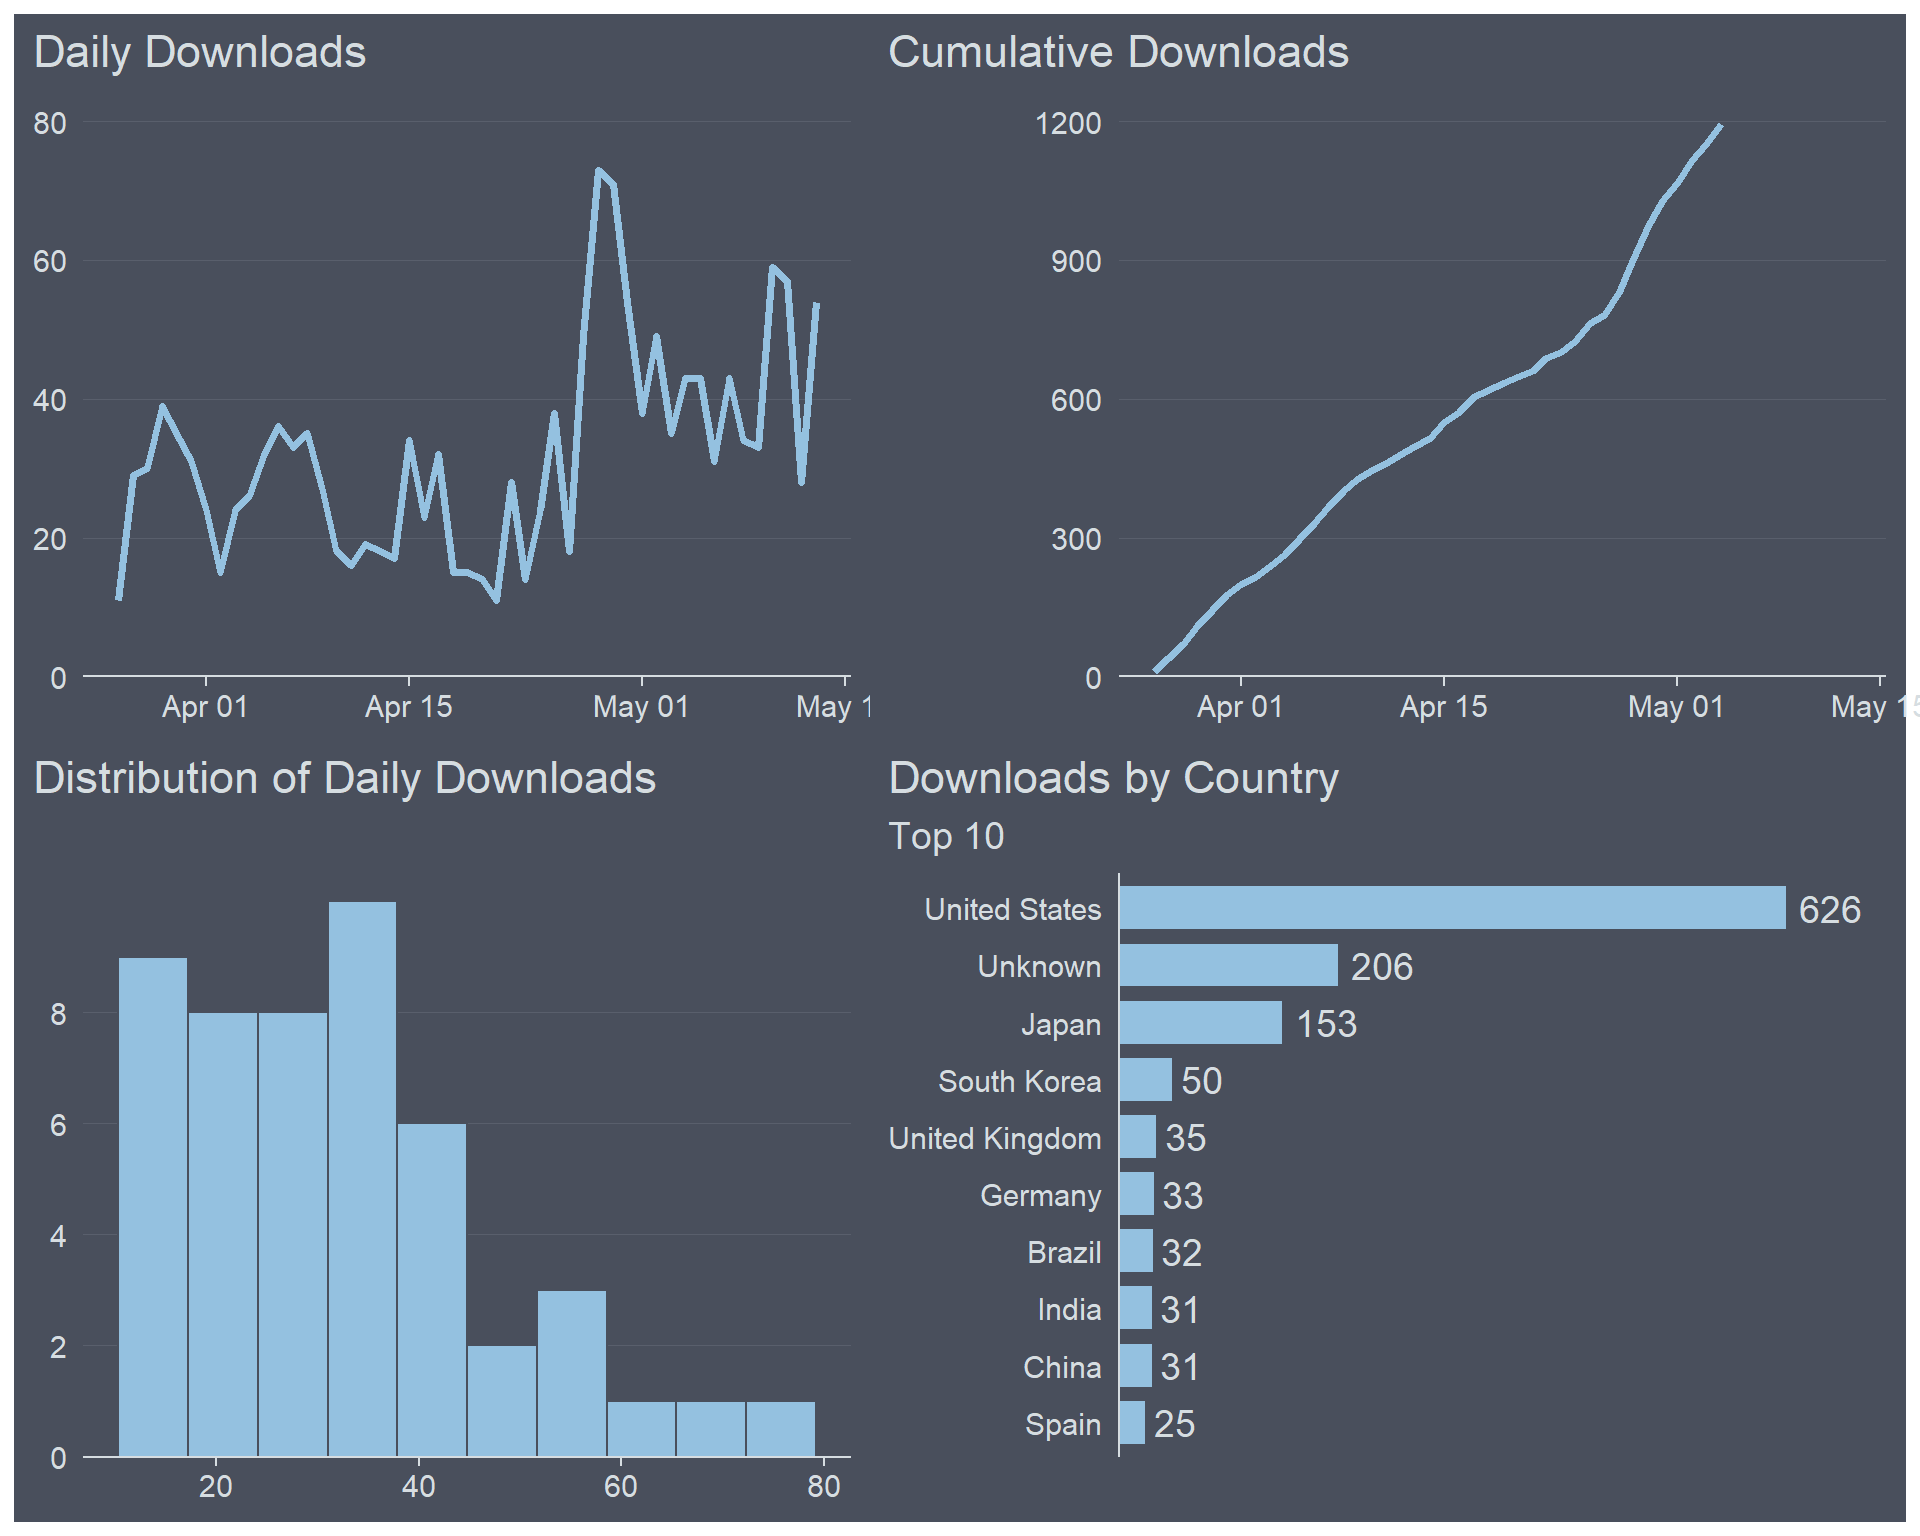 Daily Downloads
80
60
40
20
0
Apr 01 Apr 15 May 01 May 1
Cumulative Downloads
1200
900
600
300
0
Apr 01 Apr 15 May 01 May 15
Distribution of Daily Downloads
8
6
4
2
0
20 40 60 80
Downloads by Country
Top 10
United States 626
Unknown 206
Japan 153
South Korea 50
United Kingdom 35
Germany 33
Brazil 32
India 31
China 31
Spain 25